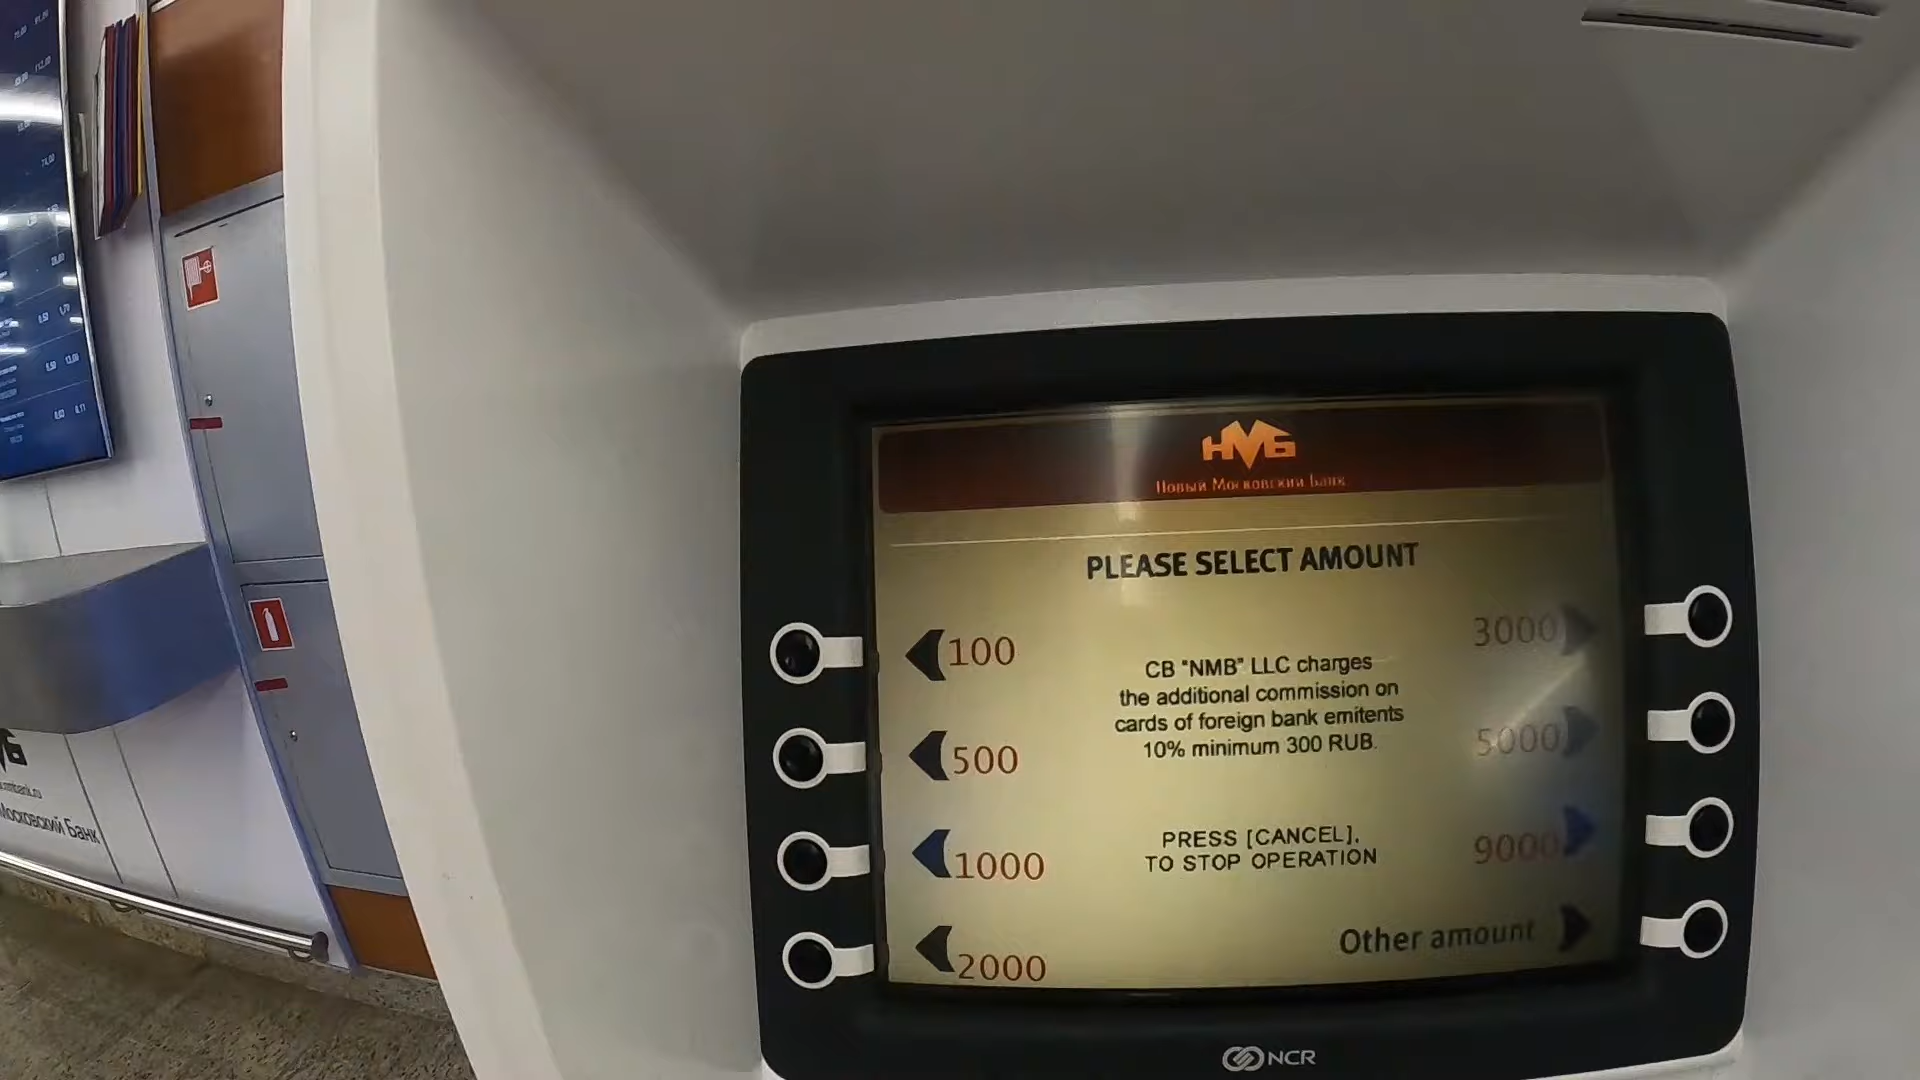 НМБ
Новый Московский Банк
PLEASE SELECT AMOUNT
100
500
1000
2000
CB "NMB" LLC charges
the additional commission on
cards of foreign bank emitents
10% minimum 300 RUB.
PRESS [CANCEL],
TO STOP OPERATION
3000
5000
9000
Other amount
NCR
Московский Банк